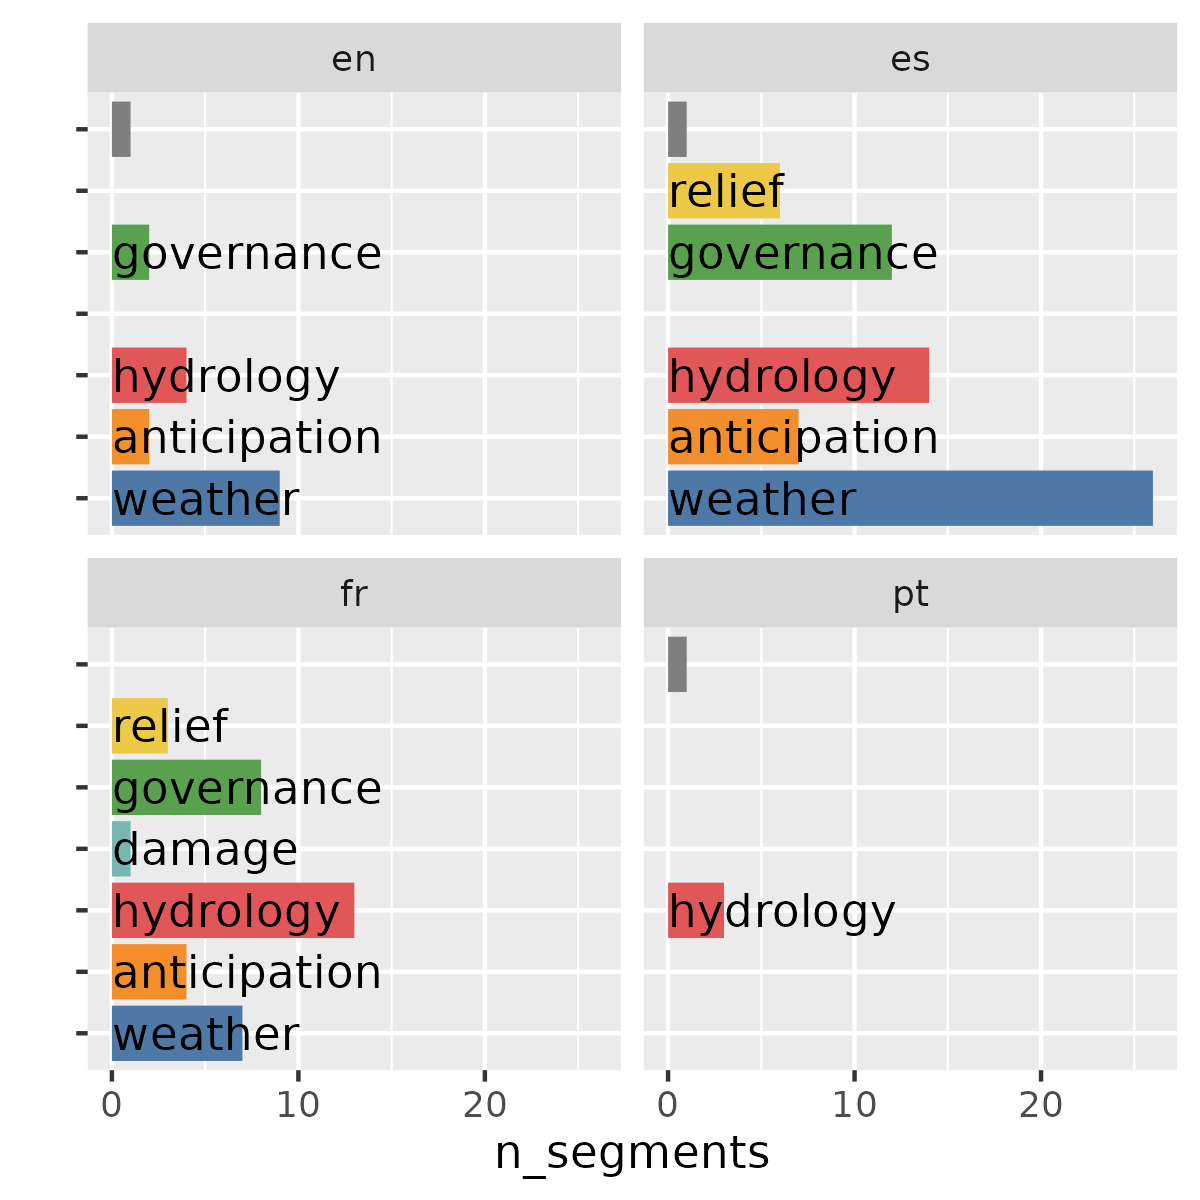 en
es
relief
governance
governance
hydrology
hydrology
anticipation
anticipation
weather
weather
fr
pt
relief
governance
damage
hydrology
hydrology
anticipation
weather
0 10 20 0 10 20
n_segments